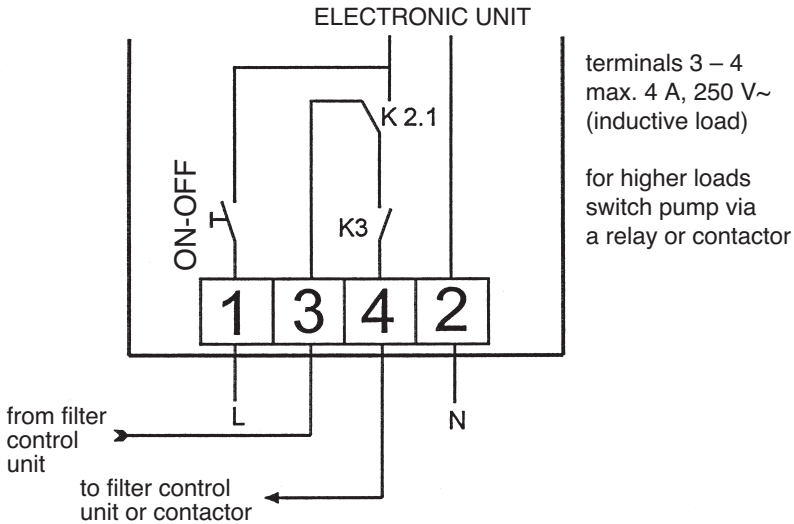 ELECTRONIC UNIT
terminals 3 – 4
max. 4 A, 250 V~
(inductive load)
for higher loads
switch pump via
a relay or contactor
K 2.1
ON-OFF
K3
1 3 4 2
L
N
from filter
control
unit
to filter control
unit or contactor